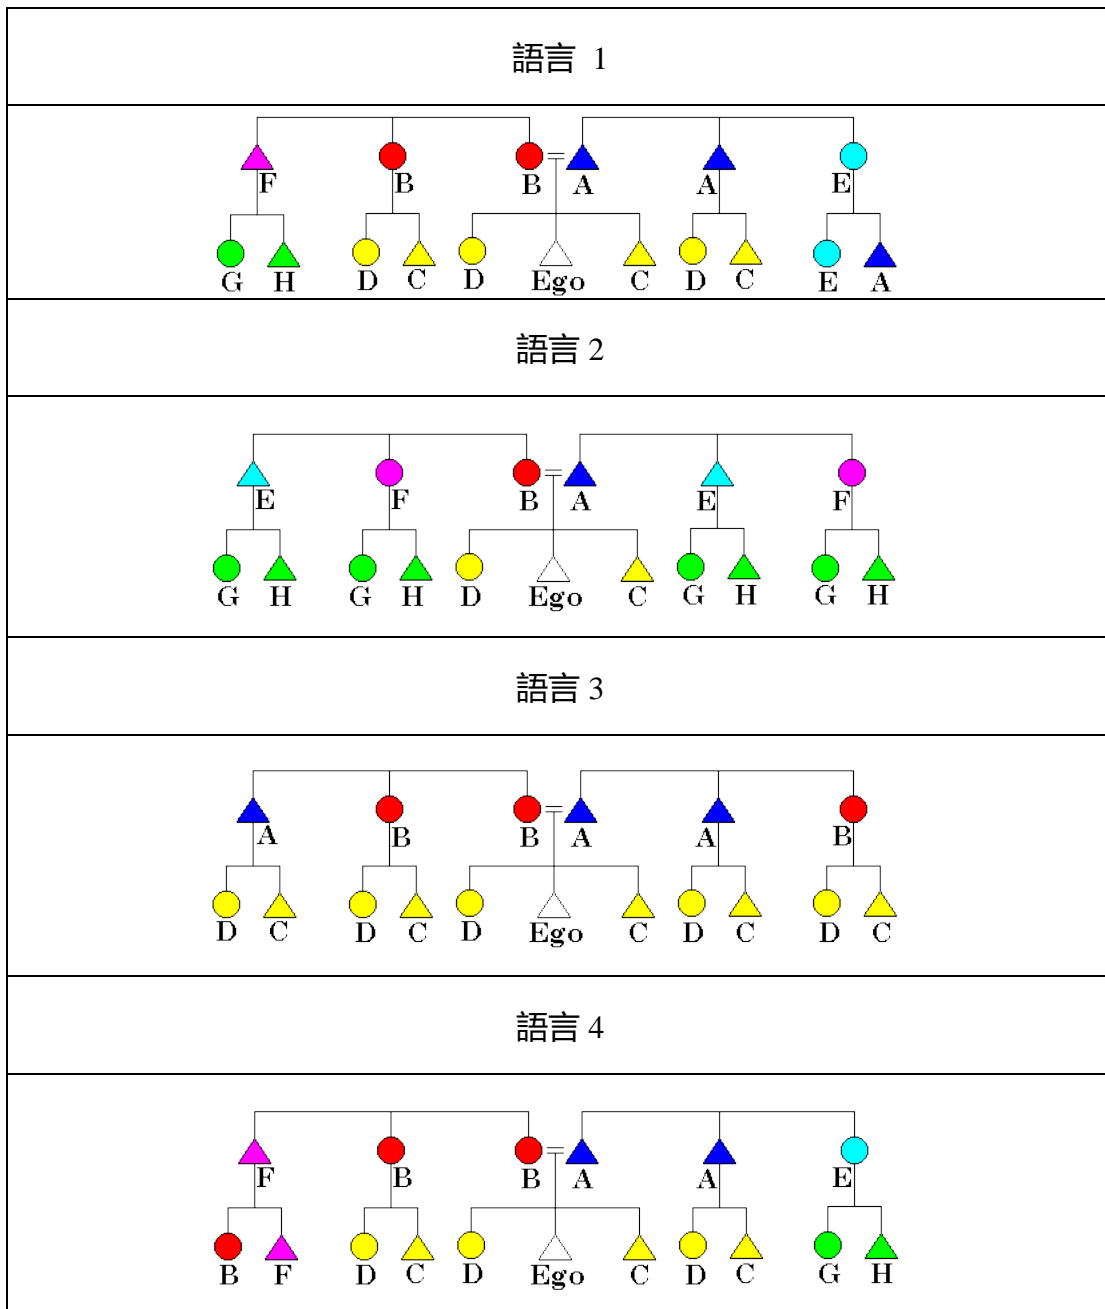 語言 1
F B B A A E
G H D C D Ego C D C E A
語言 2
E F B A E F
G H G H D Ego C G H G H
語言 3
A B B A A B
D C D C D Ego C D C D C
語言 4
F B B A A E
B F D C D Ego C D C G H